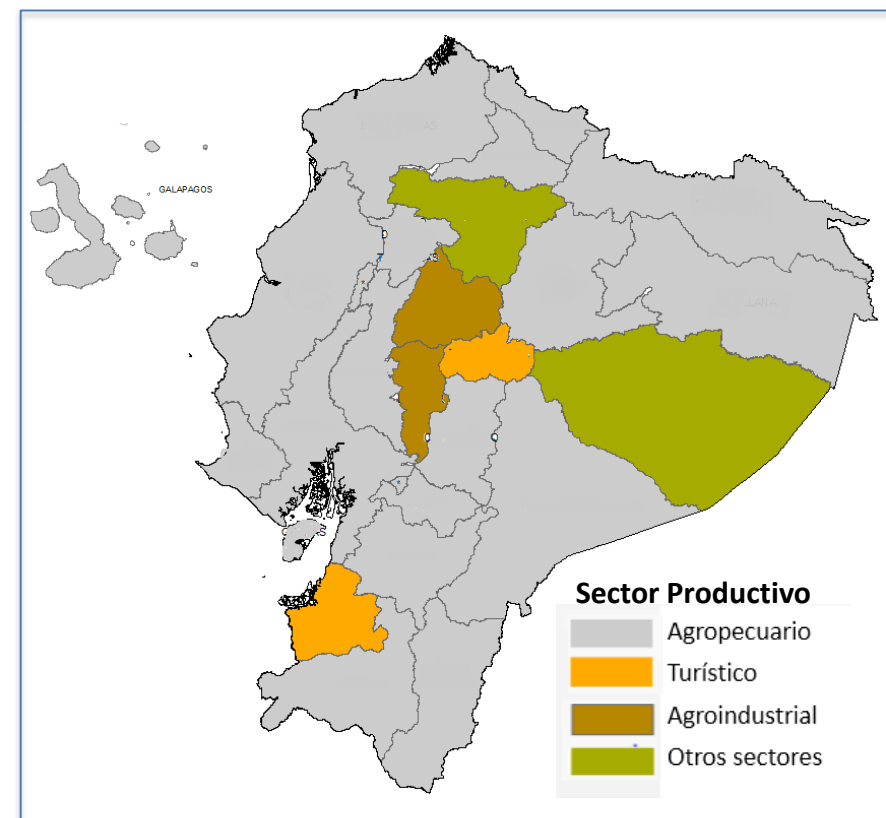 GALAPAGOS
Sector Productivo
Agropecuario
Turístico
Agroindustrial
Otros sectores